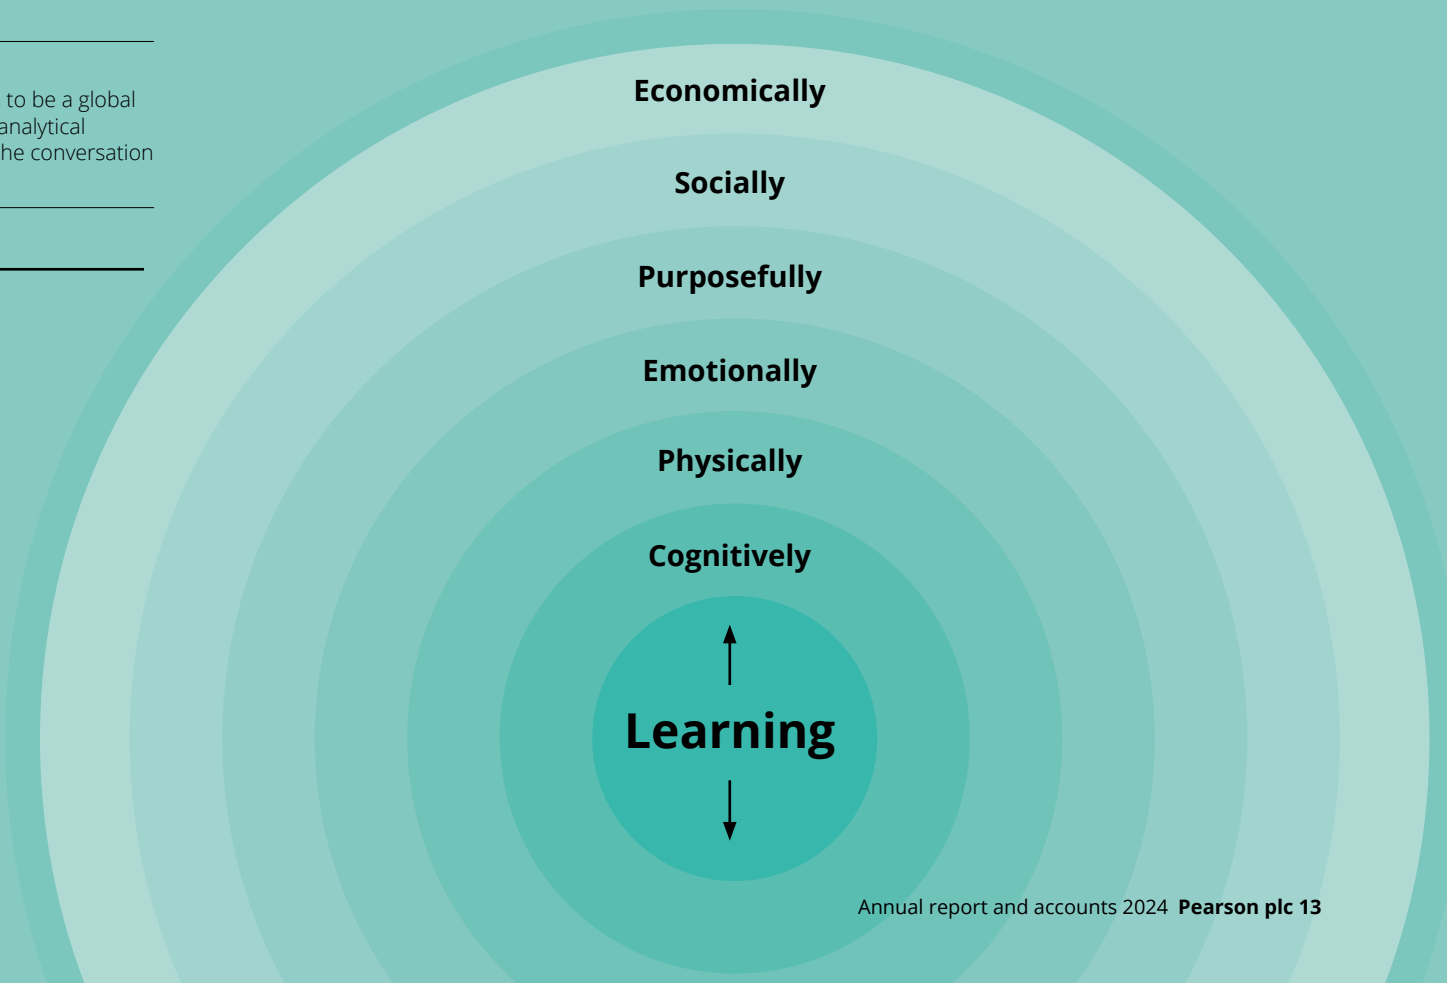 to be a global
analytical
he conversation
Economically
Socially
Purposefully
Emotionally
Physically
Cognitively
Learning
Annual report and accounts 2024 Pearson plc 13